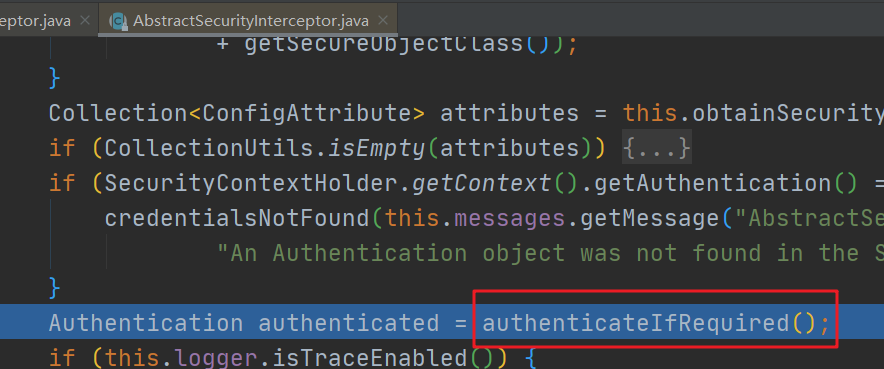 ceptor.java × AbstractSecurityInterceptor.java ×
+ getSecureObjectClass());
}
Collection<ConfigAttribute> attributes = this.obtainSecurity
if (CollectionUtils.isEmpty(attributes)) {...}
if (SecurityContextHolder.getContext().getAuthentication() =
credentialsNotFound(this.messages.getMessage("AbstractSe
"An Authentication object was not found in the S
}
Authentication authenticated = authenticateIfRequired();
if (this.logger.isTraceEnabled()) {